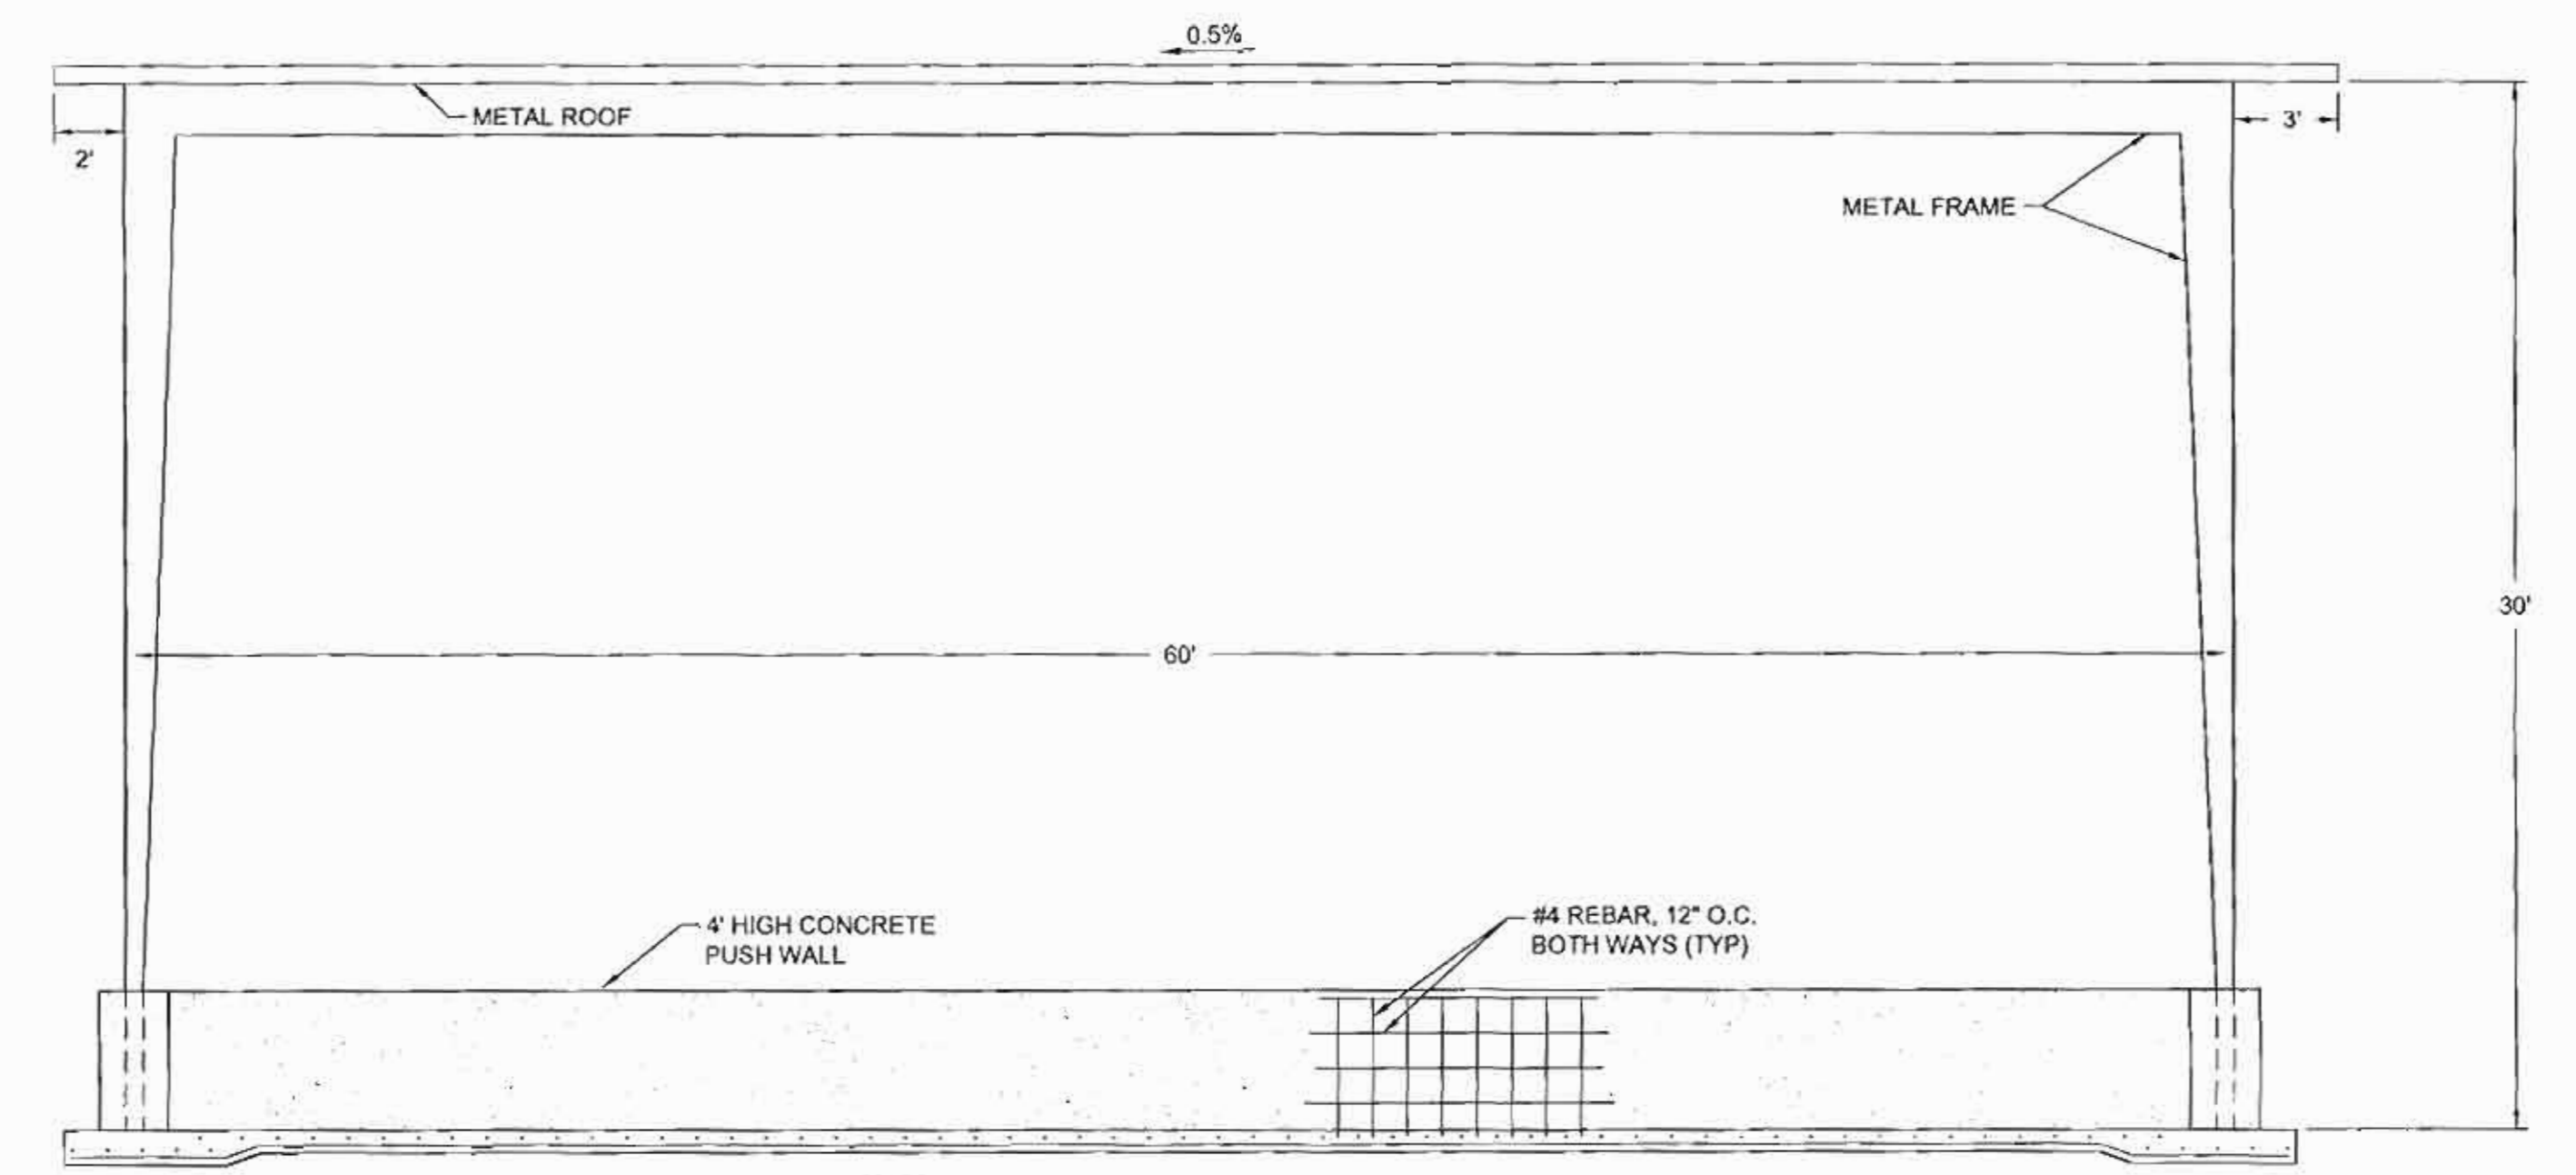 0.5%
METAL ROOF
2'
3'
METAL FRAME
30'
60'
4' HIGH CONCRETE
PUSH WALL
#4 REBAR, 12" O.C.
BOTH WAYS (TYP)